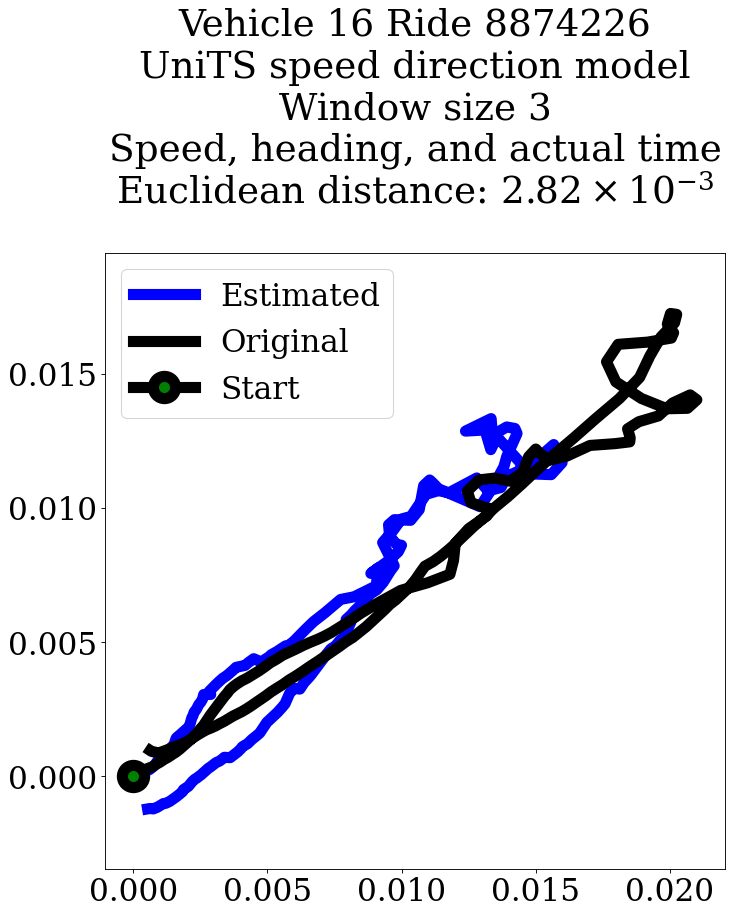 Vehicle 16 Ride 8874226
UniTS speed direction model
Window size 3
Speed, heading, and actual time
Euclidean distance: 2.82 × 10⁻³
Estimated
Original
Start
0.015
0.010
0.005
0.000
0.000 0.005 0.010 0.015 0.020